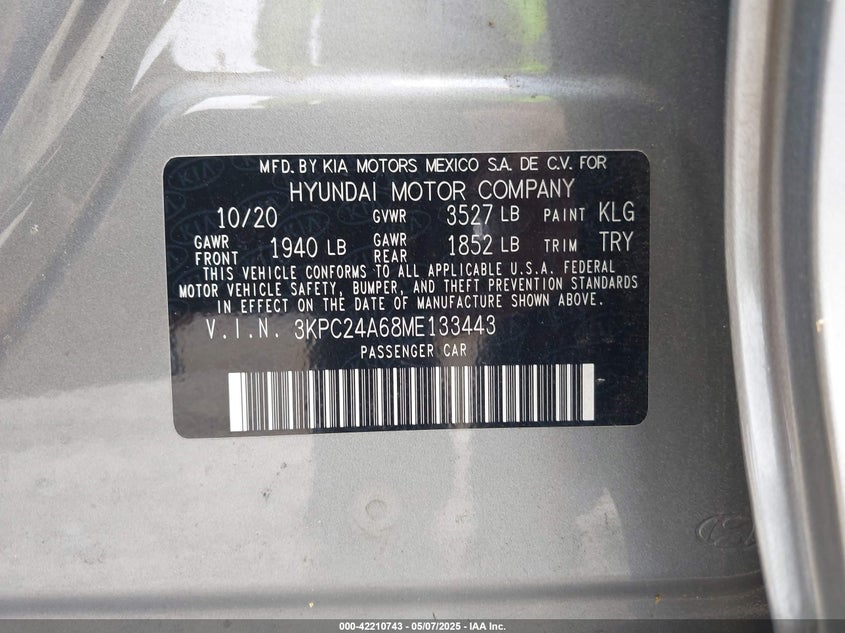 MFD. BY KIA MOTORS MEXICO S.A. DE C.V. FOR
HYUNDAI MOTOR COMPANY
10/20 GVWR 3527 LB PAINT KLG
GAWR FRONT 1940 LB GAWR REAR 1852 LB TRIM TRY
THIS VEHICLE CONFORMS TO ALL APPLICABLE U.S.A. FEDERAL
MOTOR VEHICLE SAFETY, BUMPER, AND THEFT PREVENTION STANDARDS
IN EFFECT ON THE DATE OF MANUFACTURE SHOWN ABOVE.
V.I.N. 3KPC24A68ME133443
PASSENGER CAR
000-42210743 — 05/07/2025 — IAA Inc.